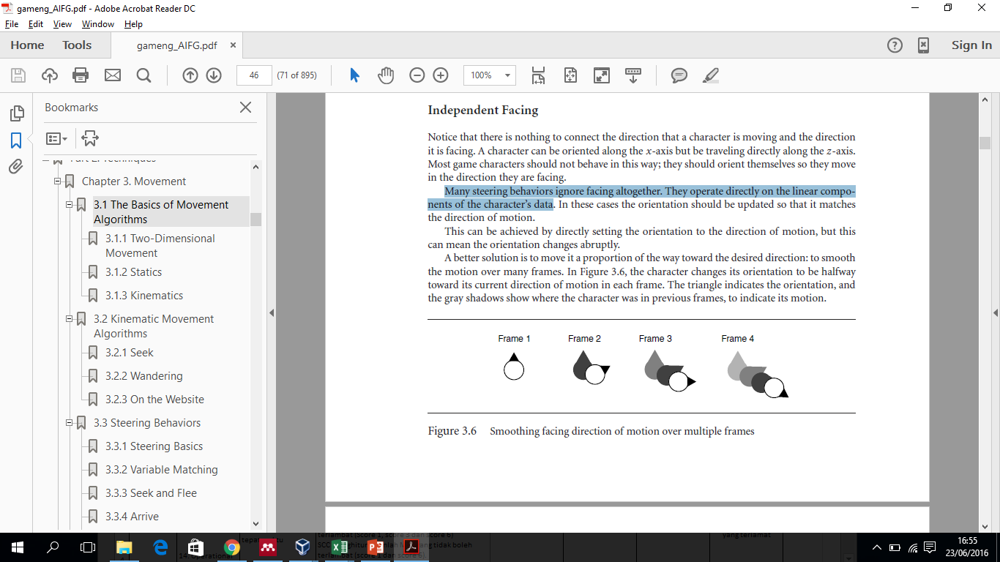 gameng_AIFG.pdf - Adobe Acrobat Reader DC
File Edit View Window Help
Home Tools gameng_AIFG.pdf × Sign In
46 (71 of 895) 100%
Bookmarks
Chapter 3. Movement
3.1 The Basics of Movement
Algorithms
3.1.1 Two-Dimensional
Movement
3.1.2 Statics
3.1.3 Kinematics
3.2 Kinematic Movement
Algorithms
3.2.1 Seek
3.2.2 Wandering
3.2.3 On the Website
3.3 Steering Behaviors
3.3.1 Steering Basics
3.3.2 Variable Matching
3.3.3 Seek and Flee
3.3.4 Arrive
Independent Facing
Notice that there is nothing to connect the direction that a character is moving and the direction
it is facing. A character can be oriented along the x-axis but be traveling directly along the z-axis.
Most game characters should not behave in this way; they should orient themselves so they move
in the direction they are facing.
Many steering behaviors ignore facing altogether. They operate directly on the linear compo-
nents of the character's data. In these cases the orientation should be updated so that it matches
the direction of motion.
This can be achieved by directly setting the orientation to the direction of motion, but this
can mean the orientation changes abruptly.
A better solution is to move it a proportion of the way toward the desired direction: to smooth
the motion over many frames. In Figure 3.6, the character changes its orientation to be halfway
toward its current direction of motion in each frame. The triangle indicates the orientation, and
the gray shadows show where the character was in previous frames, to indicate its motion.
Frame 1 Frame 2 Frame 3 Frame 4
Figure 3.6 Smoothing facing direction of motion over multiple frames
16:55
23/06/2016